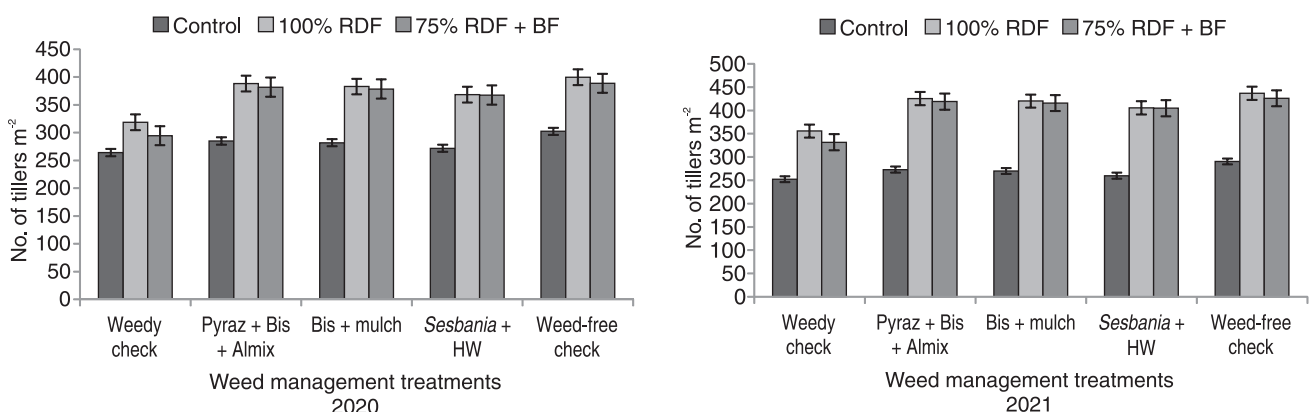 Control 100% RDF 75% RDF + BF
No. of tillers m-2
450
400
350
300
250
200
150
100
50
0
Weedy check
Pyraz + Bis + Almix
Bis + mulch
Sesbania + HW
Weed-free check
Weed management treatments
2020
Control 100% RDF 75% RDF + BF
No. of tillers m-2
500
450
400
350
300
250
200
150
100
50
0
Weedy check
Pyraz + Bis + Almix
Bis + mulch
Sesbania + HW
Weed-free check
Weed management treatments
2021